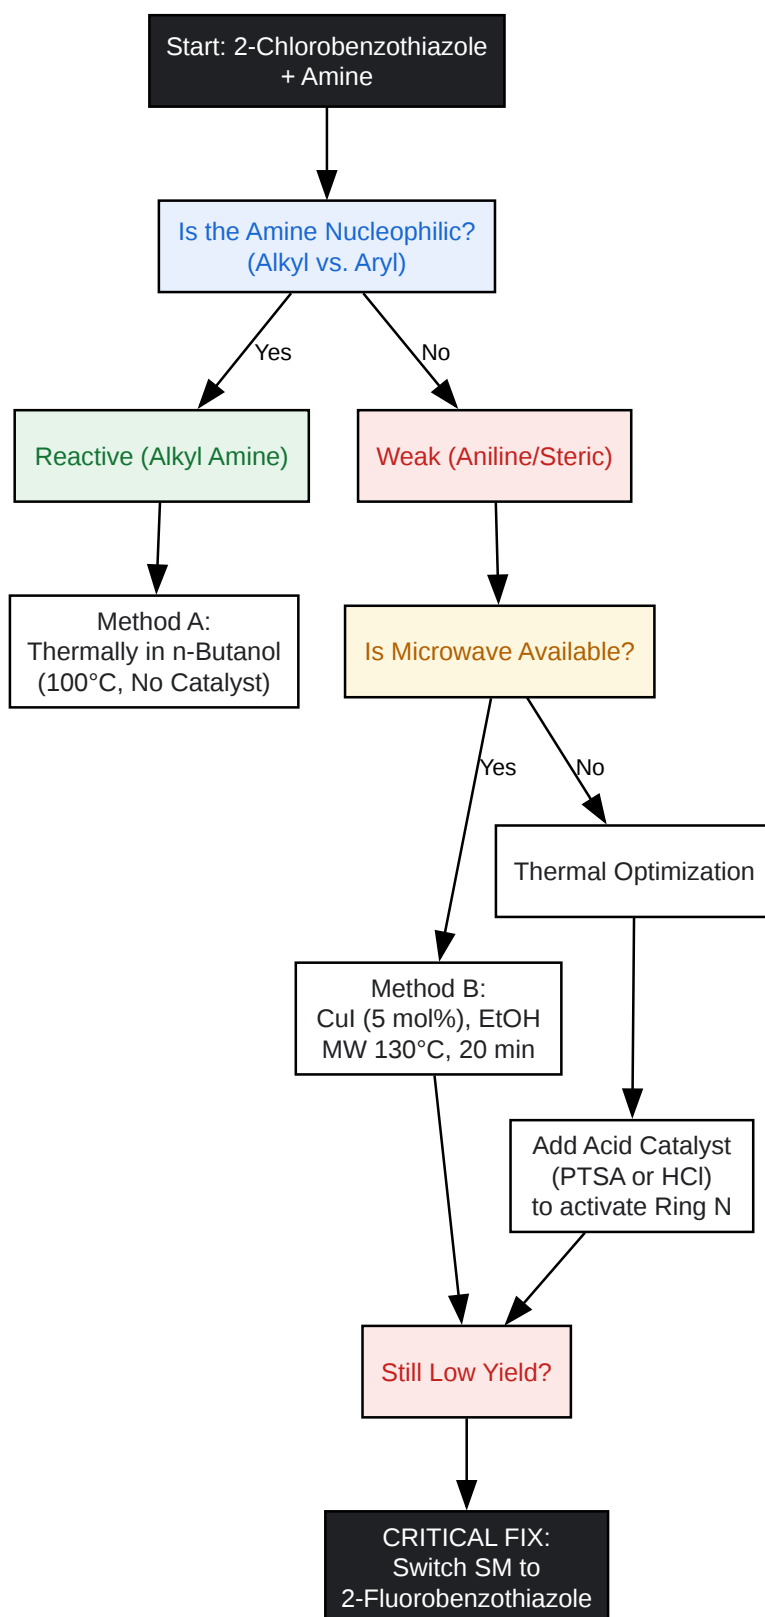 Start: 2-Chlorobenzothiazole
+ Amine
Is the Amine Nucleophilic?
(Alkyl vs. Aryl)
Yes
No
Reactive (Alkyl Amine)
Weak (Aniline/Steric)
Method A:
Thermally in n-Butanol
(100°C, No Catalyst)
Is Microwave Available?
Yes
No
Thermal Optimization
Method B:
CuI (5 mol%), EtOH
MW 130°C, 20 min
Add Acid Catalyst
(PTSA or HCl)
to activate Ring N
Still Low Yield?
CRITICAL FIX:
Switch SM to
2-Fluorobenzothiazole